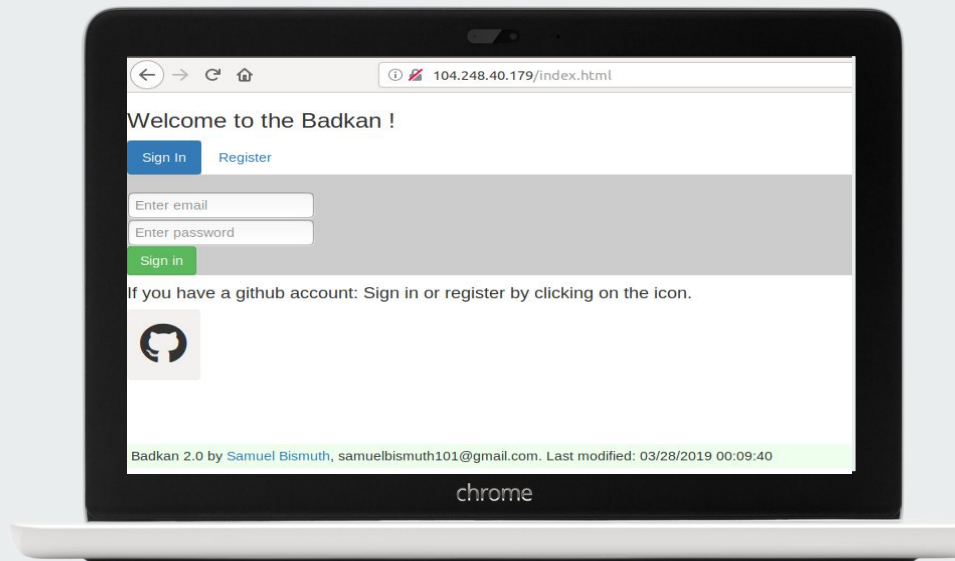 104.248.40.179/index.html
Welcome to the Badkan !
Sign In Register
Enter email
Enter password
Sign in
If you have a github account: Sign in or register by clicking on the icon.
Badkan 2.0 by Samuel Bismuth, samuelbismuth101@gmail.com. Last modified: 03/28/2019 00:09:40
chrome